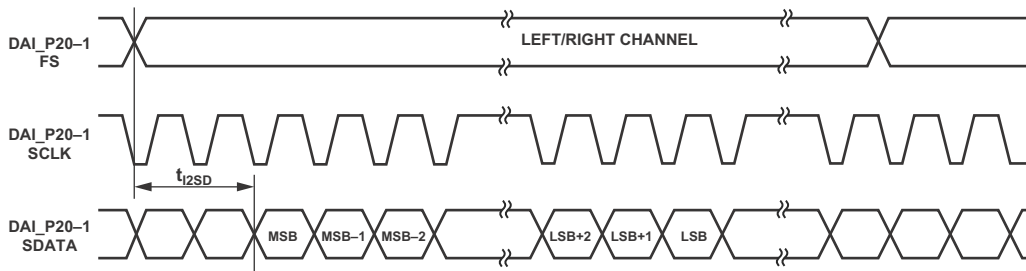 DAI_P20–1
FS
LEFT/RIGHT CHANNEL
DAI_P20–1
SCLK
tI2SD
DAI_P20–1
SDATA
MSB
MSB–1
MSB–2
LSB+2
LSB+1
LSB